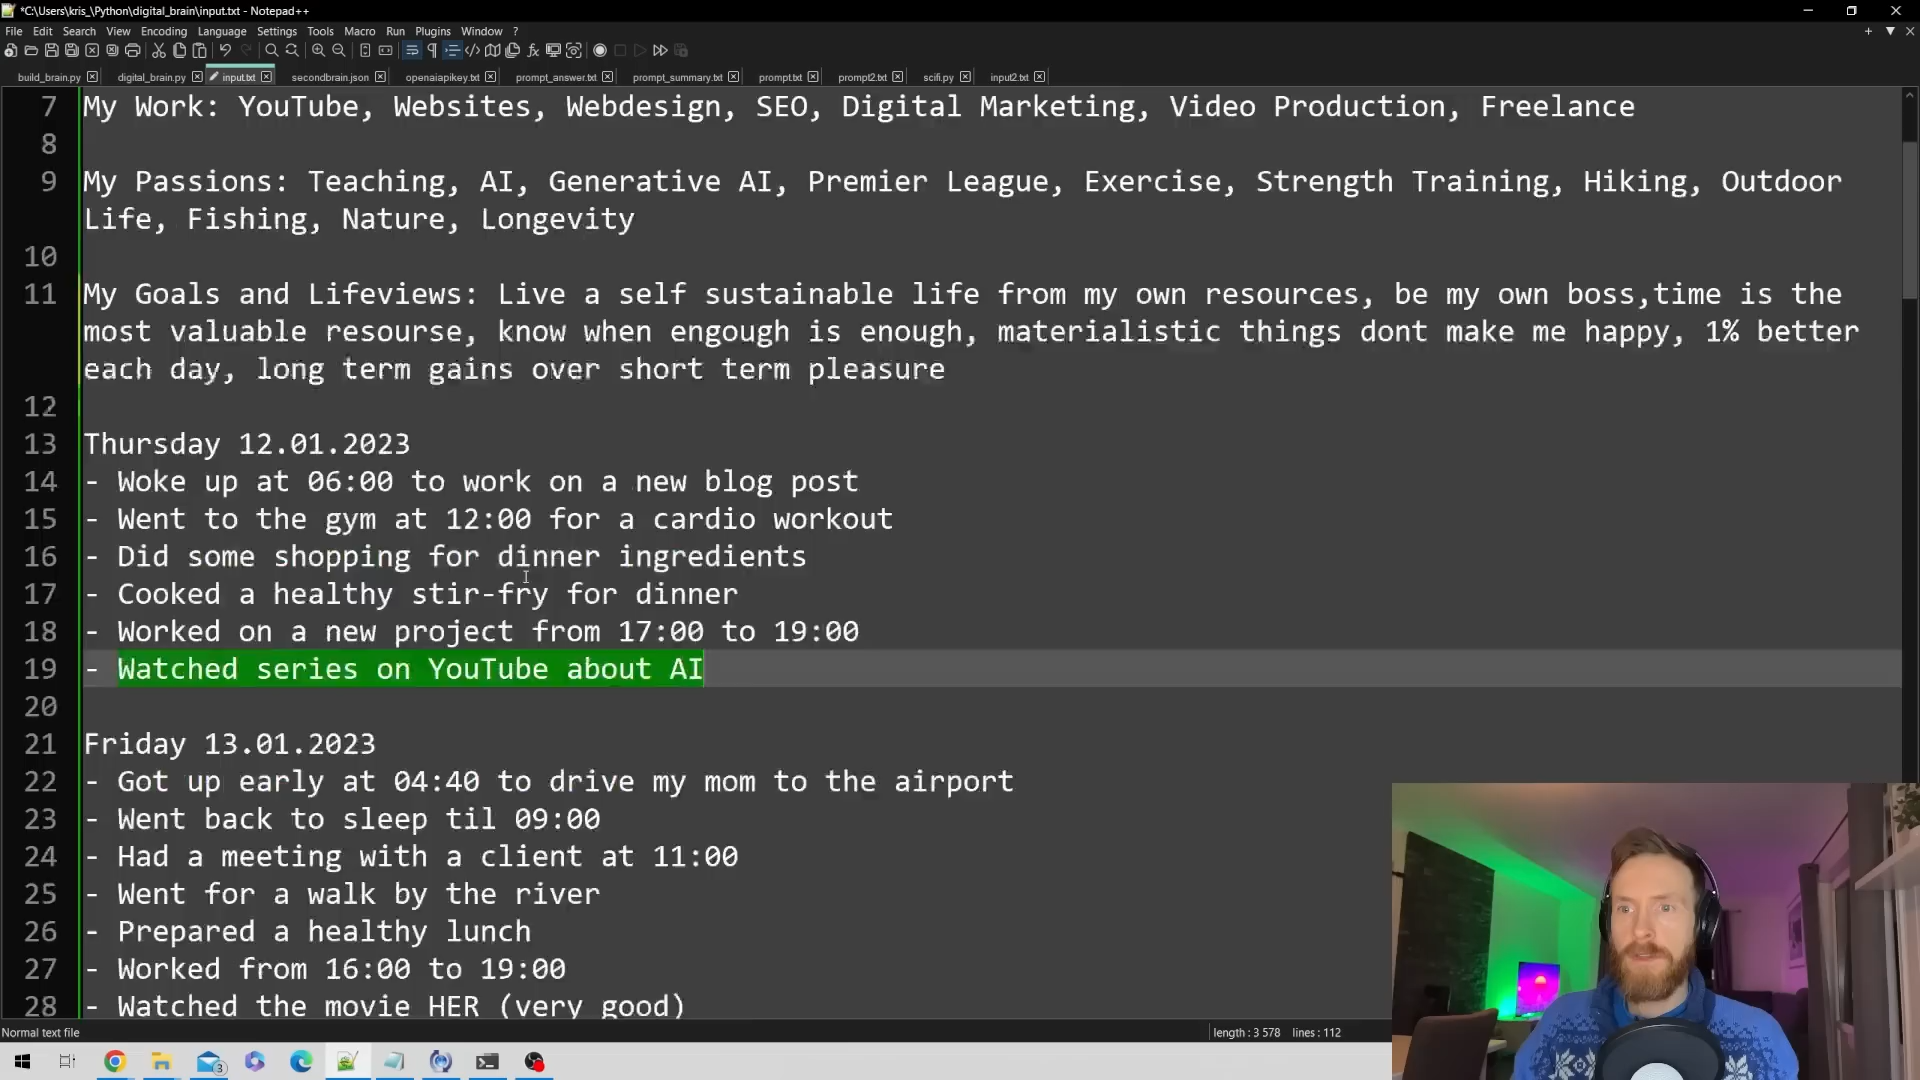 *C:\Users\kris_\Python\digital_brain\input.txt - Notepad++
File Edit Search View Encoding Language Settings Tools Macro Run Plugins Window ?
build_brain.py digital_brain.py input.txt secondbrain.json openaiapikey.txt prompt_answer.txt prompt_summary.txt prompt.txt prompt2.txt scifi.py input2.txt
7 My Work: YouTube, Websites, Webdesign, SEO, Digital Marketing, Video Production, Freelance
8
9 My Passions: Teaching, AI, Generative AI, Premier League, Exercise, Strength Training, Hiking, Outdoor
Life, Fishing, Nature, Longevity
10
11 My Goals and Lifeviews: Live a self sustainable life from my own resources, be my own boss,time is the
most valuable resourse, know when engough is enough, materialistic things dont make me happy, 1% better
each day, long term gains over short term pleasure
12
13 Thursday 12.01.2023
14 - Woke up at 06:00 to work on a new blog post
15 - Went to the gym at 12:00 for a cardio workout
16 - Did some shopping for dinner ingredients
17 - Cooked a healthy stir-fry for dinner
18 - Worked on a new project from 17:00 to 19:00
19 - Watched series on YouTube about AI
20
21 Friday 13.01.2023
22 - Got up early at 04:40 to drive my mom to the airport
23 - Went back to sleep til 09:00
24 - Had a meeting with a client at 11:00
25 - Went for a walk by the river
26 - Prepared a healthy lunch
27 - Worked from 16:00 to 19:00
28 - Watched the movie HER (very good)
Normal text file length : 3 578 lines : 112
3